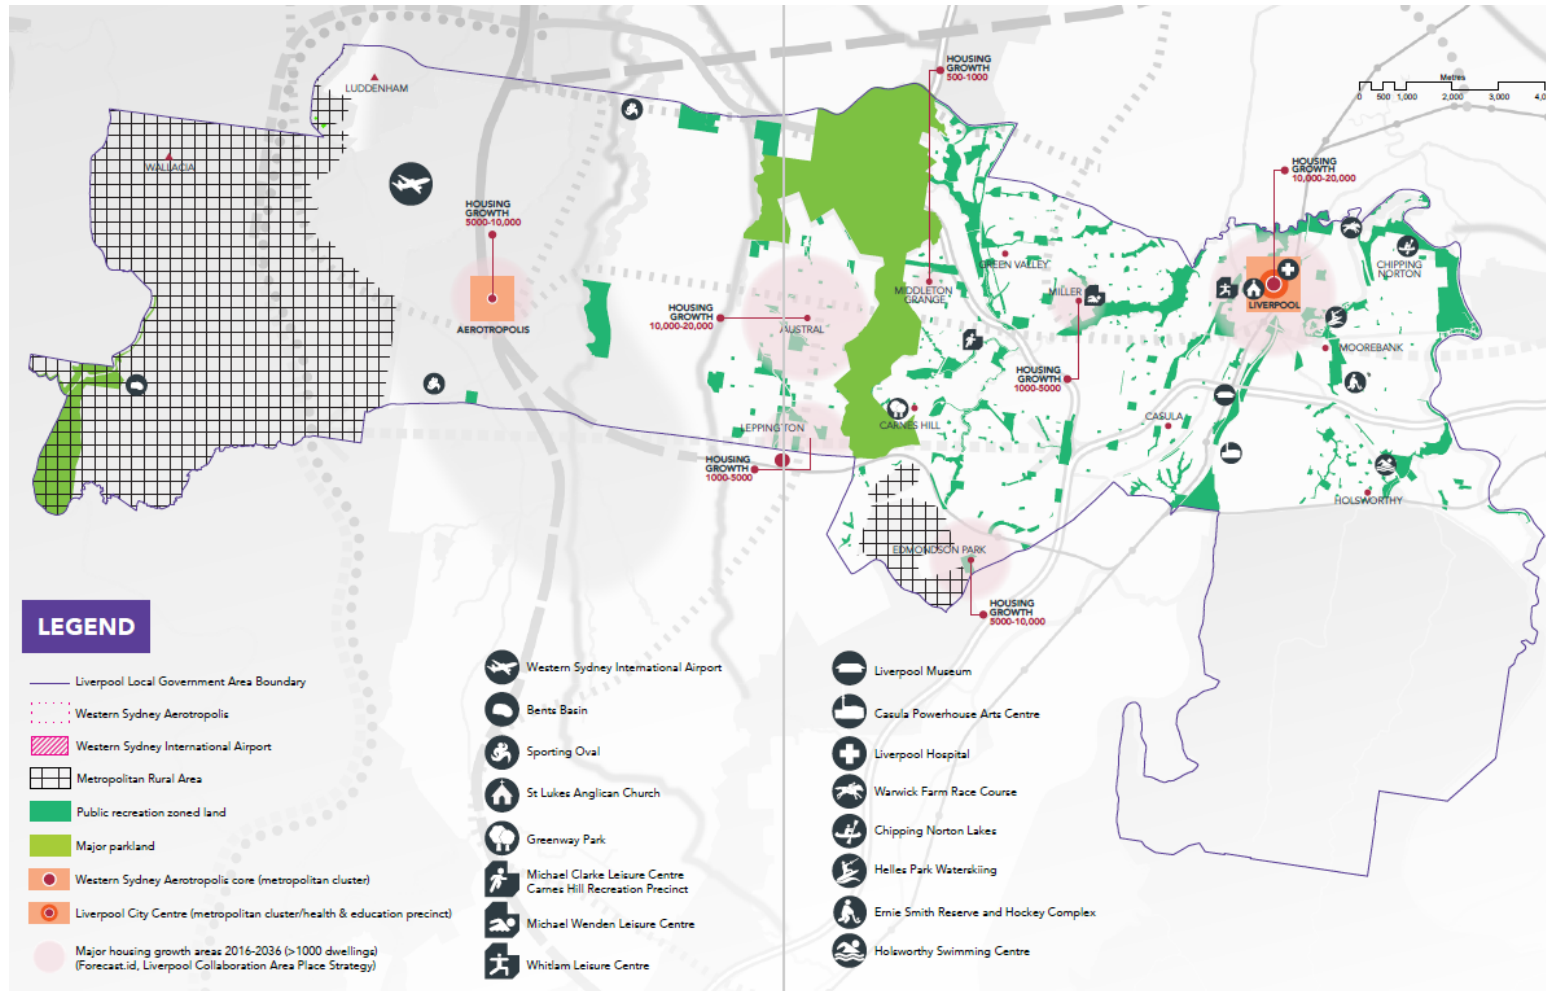 HOUSING
GROWTH
500-1000
Metres
0 500 1,000 2,000 3,000 4,0
LUDDENHAM
WALLACIA
HOUSING
GROWTH
10,000-20,000
HOUSING
GROWTH
5000-10,000
CHIPPING
NORTON
GREEN VALLEY
MIDDLETON
GRANGE
MILLER
LIVERPOOL
HOUSING
GROWTH
10,000-20,000
AUSTRAL
AEROTROPOLIS
MOOREBANK
HOUSING
GROWTH
1000-5000
CASULA
CARNES HILL
LEPPINGTON
HOUSING
GROWTH
1000-5000
HOLSWORTHY
EDMONDSON PARK
HOUSING
GROWTH
5000-10,000
LEGEND
Liverpool Local Government Area Boundary
Western Sydney Aerotropolis
Western Sydney International Airport
Metropolitan Rural Area
Public recreation zoned land
Major parkland
Western Sydney Aerotropolis core (metropolitan cluster)
Liverpool City Centre (metropolitan cluster/health & education precinct)
Major housing growth areas 2016-2036 (>1000 dwellings)
(Forecast.id, Liverpool Collaboration Area Place Strategy)
Western Sydney International Airport
Bents Basin
Sporting Oval
St Lukes Anglican Church
Greenway Park
Michael Clarke Leisure Centre
Carnes Hill Recreation Precinct
Michael Wenden Leisure Centre
Whitlam Leisure Centre
Liverpool Museum
Casula Powerhouse Arts Centre
Liverpool Hospital
Warwick Farm Race Course
Chipping Norton Lakes
Helles Park Waterskiing
Ernie Smith Reserve and Hockey Complex
Holsworthy Swimming Centre